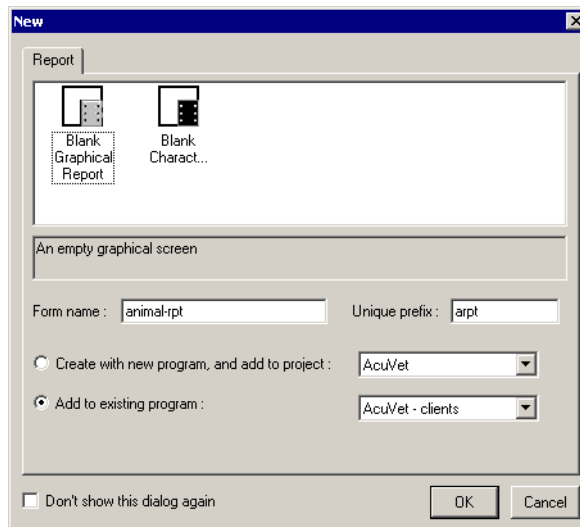 New
Report
Blank
Graphical
Report
Blank
Charact...
An empty graphical screen
Form name : animal-rpt Unique prefix : arpt
Create with new program, and add to project : AcuVet
Add to existing program : AcuVet - clients
Don't show this dialog again OK Cancel